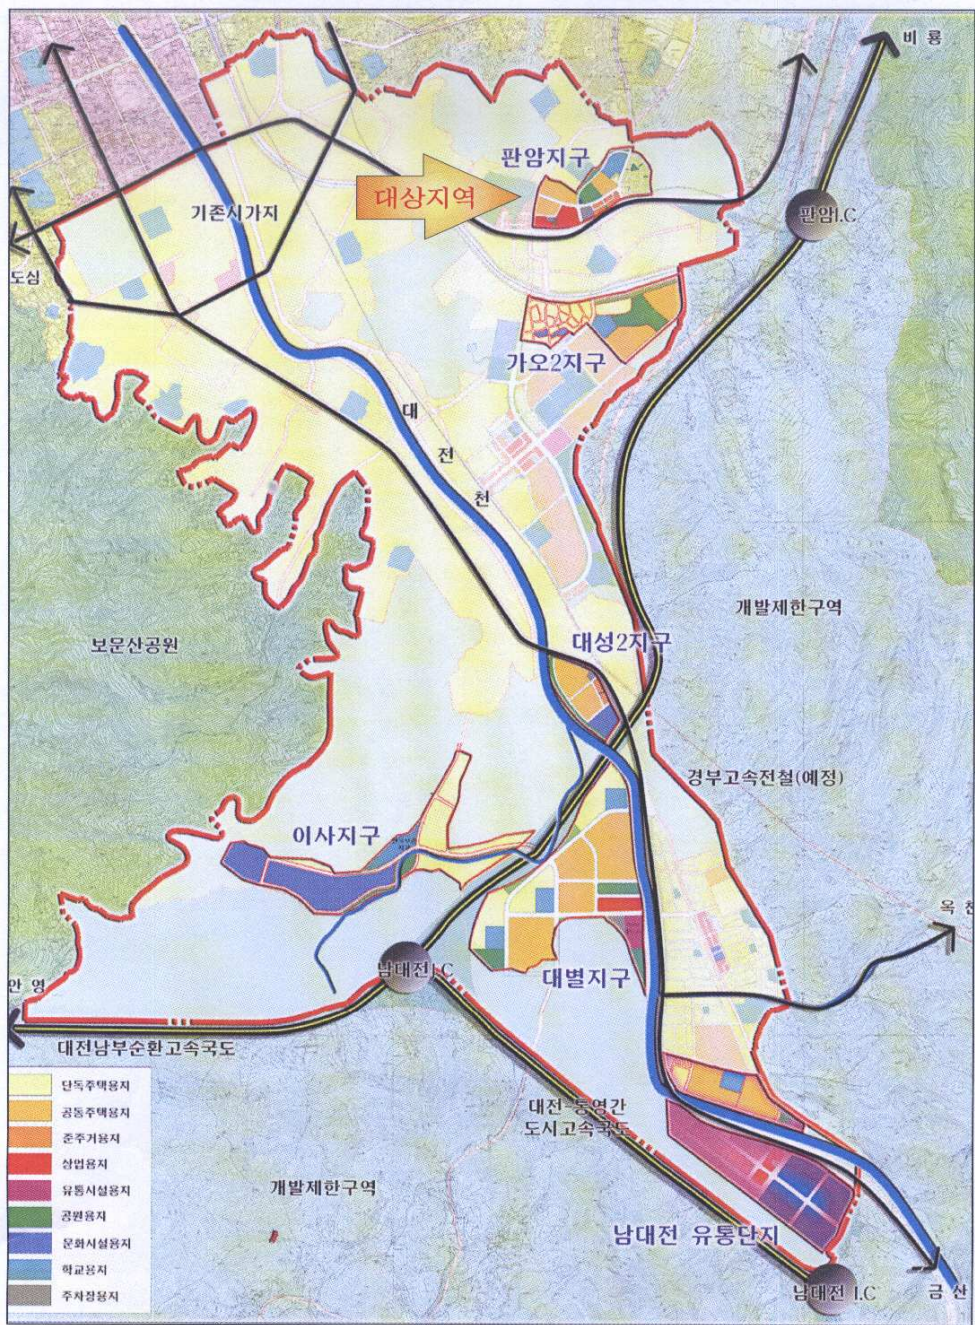 비룡
판암지구
대상지역
기존시가지
판암I.C
도심
가오2지구
대
전
천
개발제한구역
대성2지구
보문산공원
경부고속전철(예정)
이사지구
옥천
대별지구
남대전J.C
안영
대전남부순환고속국도
단독주택용지
공동주택용지
준주거용지
상업용지
유통시설용지
공원용지
문화시설용지
학교용지
주차장용지
대전-통영간
도시고속국도
개발제한구역
남대전 유통단지
남대전 I.C
금산